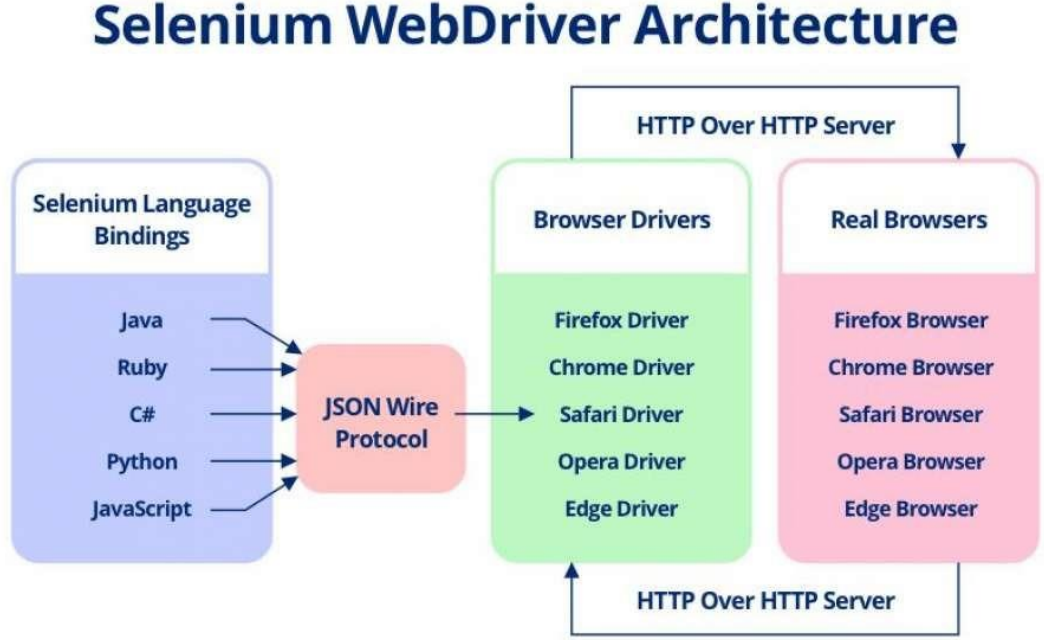 Selenium WebDriver Architecture
HTTP Over HTTP Server
Selenium Language
Bindings
Java
Ruby
C#
Python
JavaScript
JSON Wire
Protocol
Browser Drivers
Firefox Driver
Chrome Driver
Safari Driver
Opera Driver
Edge Driver
Real Browsers
Firefox Browser
Chrome Browser
Safari Browser
Opera Browser
Edge Browser
HTTP Over HTTP Server